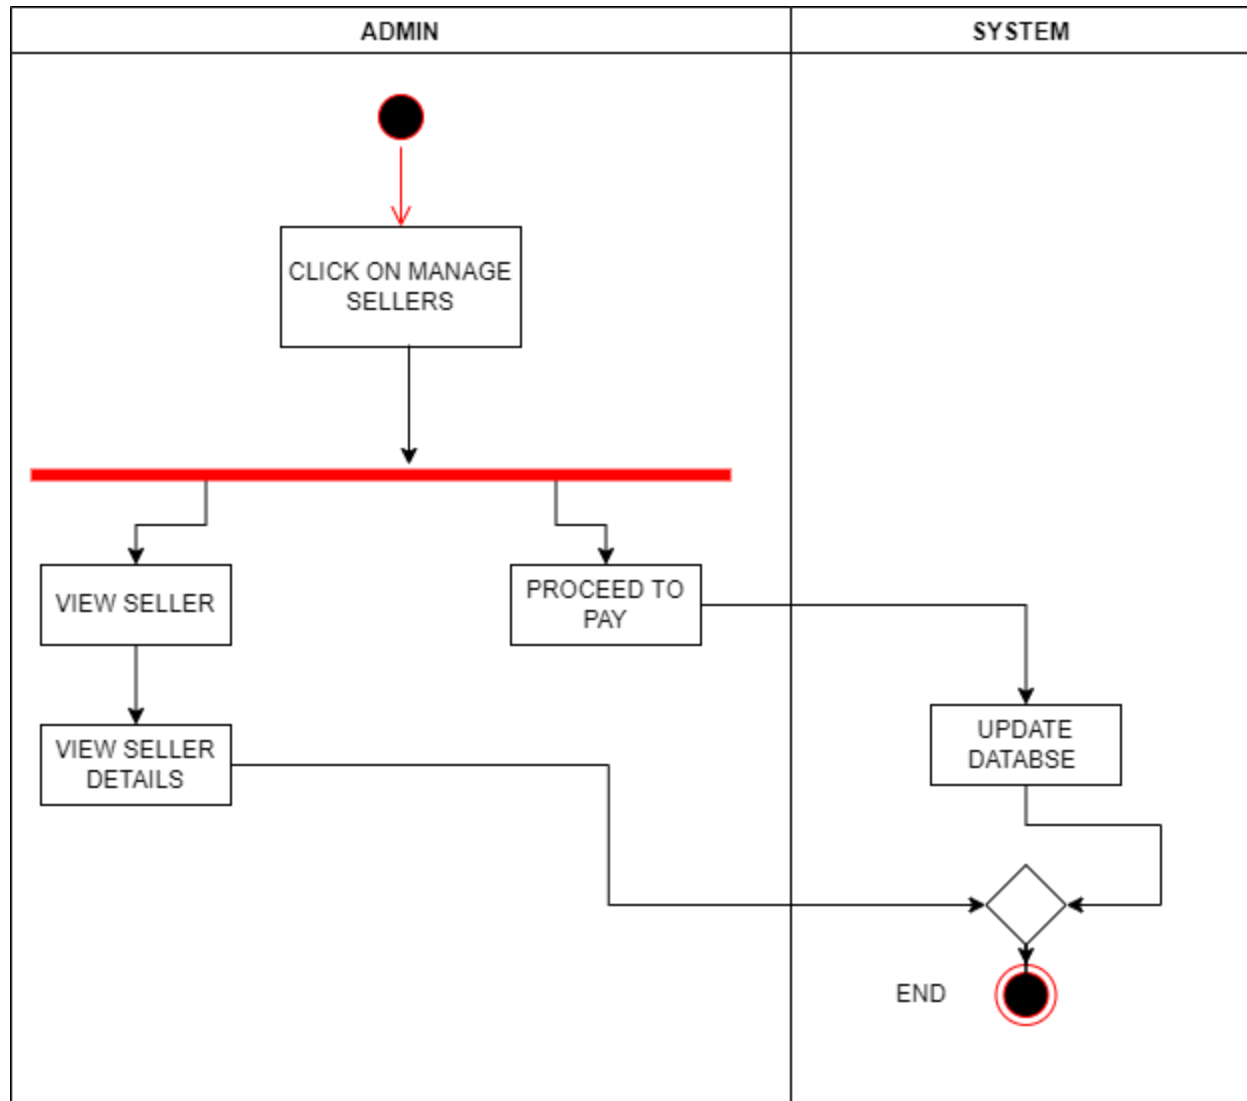 ADMIN
SYSTEM
CLICK ON MANAGE
SELLERS
VIEW SELLER
PROCEED TO
PAY
VIEW SELLER
DETAILS
UPDATE
DATABSE
END